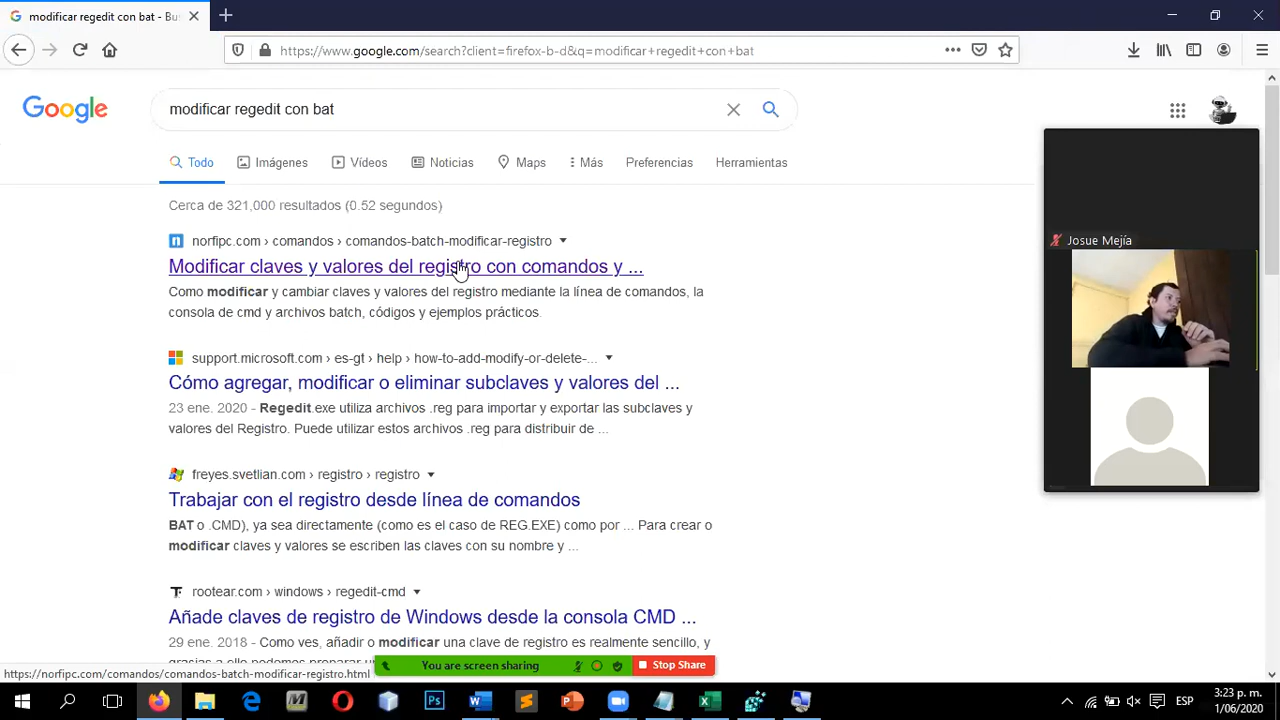 modificar regedit con bat - Bus
https://www.google.com/search?client=firefox-b-d&q=modificar+regedit+con+bat
Google
modificar regedit con bat
Todo
Imágenes
Vídeos
Noticias
Maps
Más
Preferencias
Herramientas
Cerca de 321,000 resultados (0.52 segundos)
norfipc.com › comandos › comandos-batch-modificar-registro
Modificar claves y valores del registro con comandos y ...
Como modificar y cambiar claves y valores del registro mediante la línea de comandos, la
consola de cmd y archivos batch, códigos y ejemplos prácticos.
support.microsoft.com › es-gt › help › how-to-add-modify-or-delete-...
Cómo agregar, modificar o eliminar subclaves y valores del ...
23 ene. 2020 - Regedit.exe utiliza archivos .reg para importar y exportar las subclaves y
valores del Registro. Puede utilizar estos archivos .reg para distribuir de ...
freyes.svetlian.com › registro › registro
Trabajar con el registro desde línea de comandos
BAT o .CMD), ya sea directamente (como es el caso de REG.EXE) como por ... Para crear o
modificar claves y valores se escriben las claves con su nombre y ...
rootear.com › windows › regedit-cmd
Añade claves de registro de Windows desde la consola CMD ...
29 ene. 2018 - Como ves, añadir o modificar una clave de registro es realmente sencillo, y
gracias a ello podemos preparar un
Josue Mejía
You are screen sharing
Stop Share
https://norfipc.com/comandos/comandos-batch-modificar-registro.html
ESP
3:23 p. m.
1/06/2020